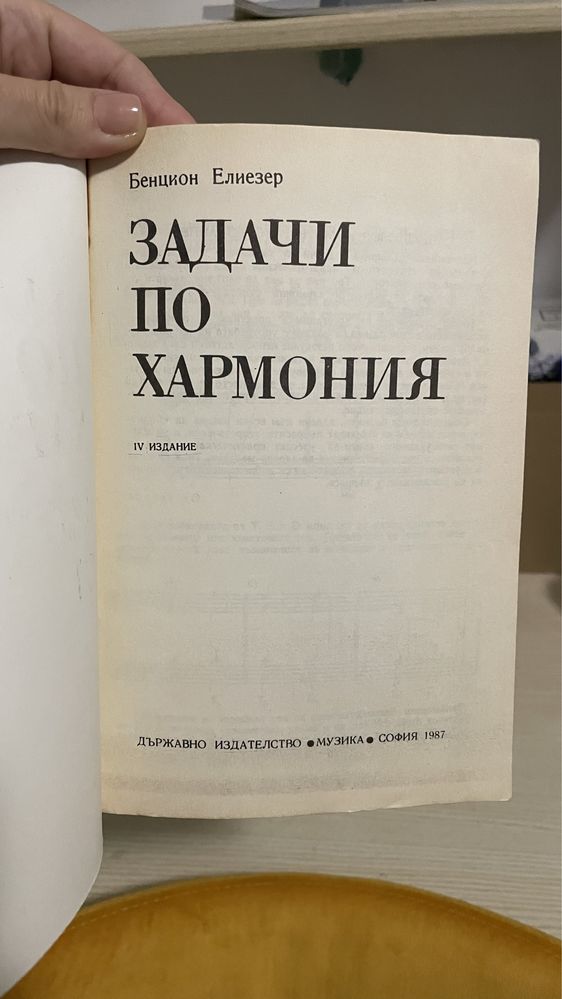 Бенцион Елиезер
ЗАДАЧИ
ПО
ХАРМОНИЯ
IV ИЗДАНИЕ
ДЪРЖАВНО ИЗДАТЕЛСТВО ● МУЗИКА ● СОФИЯ 1987